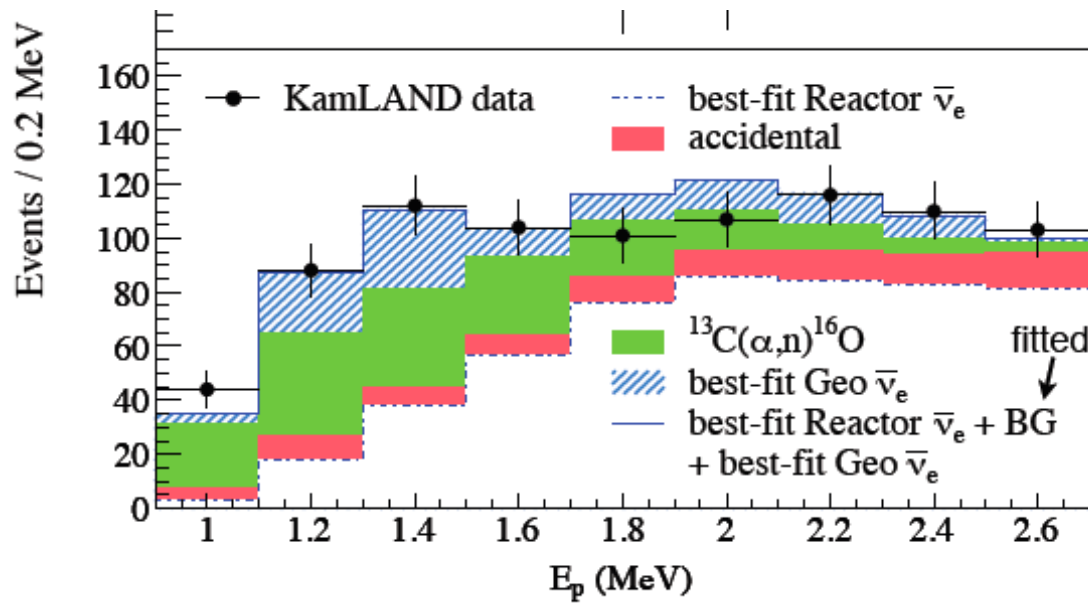 Events / 0.2 MeV
160
140
120
100
80
60
40
20
0
KamLAND data
best-fit Reactor ν̅ₑ
accidental
¹³C(α,n)¹⁶O
fitted
best-fit Geo ν̅ₑ
best-fit Reactor ν̅ₑ + BG
+ best-fit Geo ν̅ₑ
1 1.2 1.4 1.6 1.8 2 2.2 2.4 2.6
Eₚ (MeV)